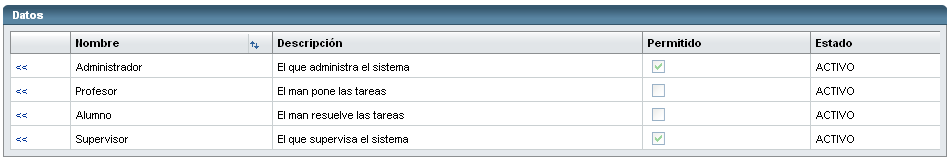 Datos
Nombre Descripción Permitido Estado
<< Administrador El que administra el sistema ACTIVO
<< Profesor El man pone las tareas ACTIVO
<< Alumno El man resuelve las tareas ACTIVO
<< Supervisor El que supervisa el sistema ACTIVO